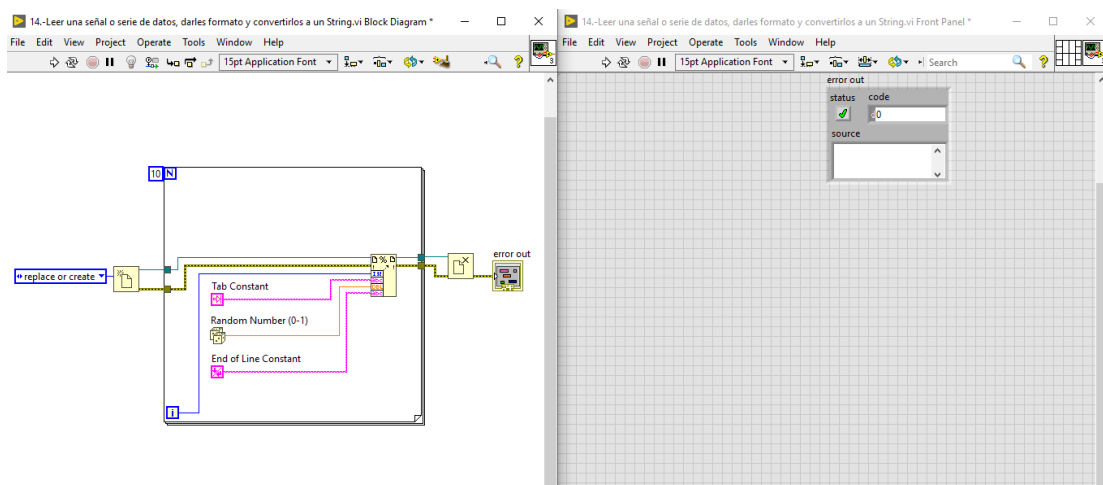 14.-Leer una señal o serie de datos, darles formato y convertirlos a un String.vi Block Diagram *
File Edit View Project Operate Tools Window Help
15pt Application Font
3
10 N
replace or create
error out
Tab Constant
Random Number (0-1)
End of Line Constant
i
14.-Leer una señal o serie de datos, darles formato y convertirlos a un String.vi Front Panel *
File Edit View Project Operate Tools Window Help
15pt Application Font
Search
3
error out
status code
0
source